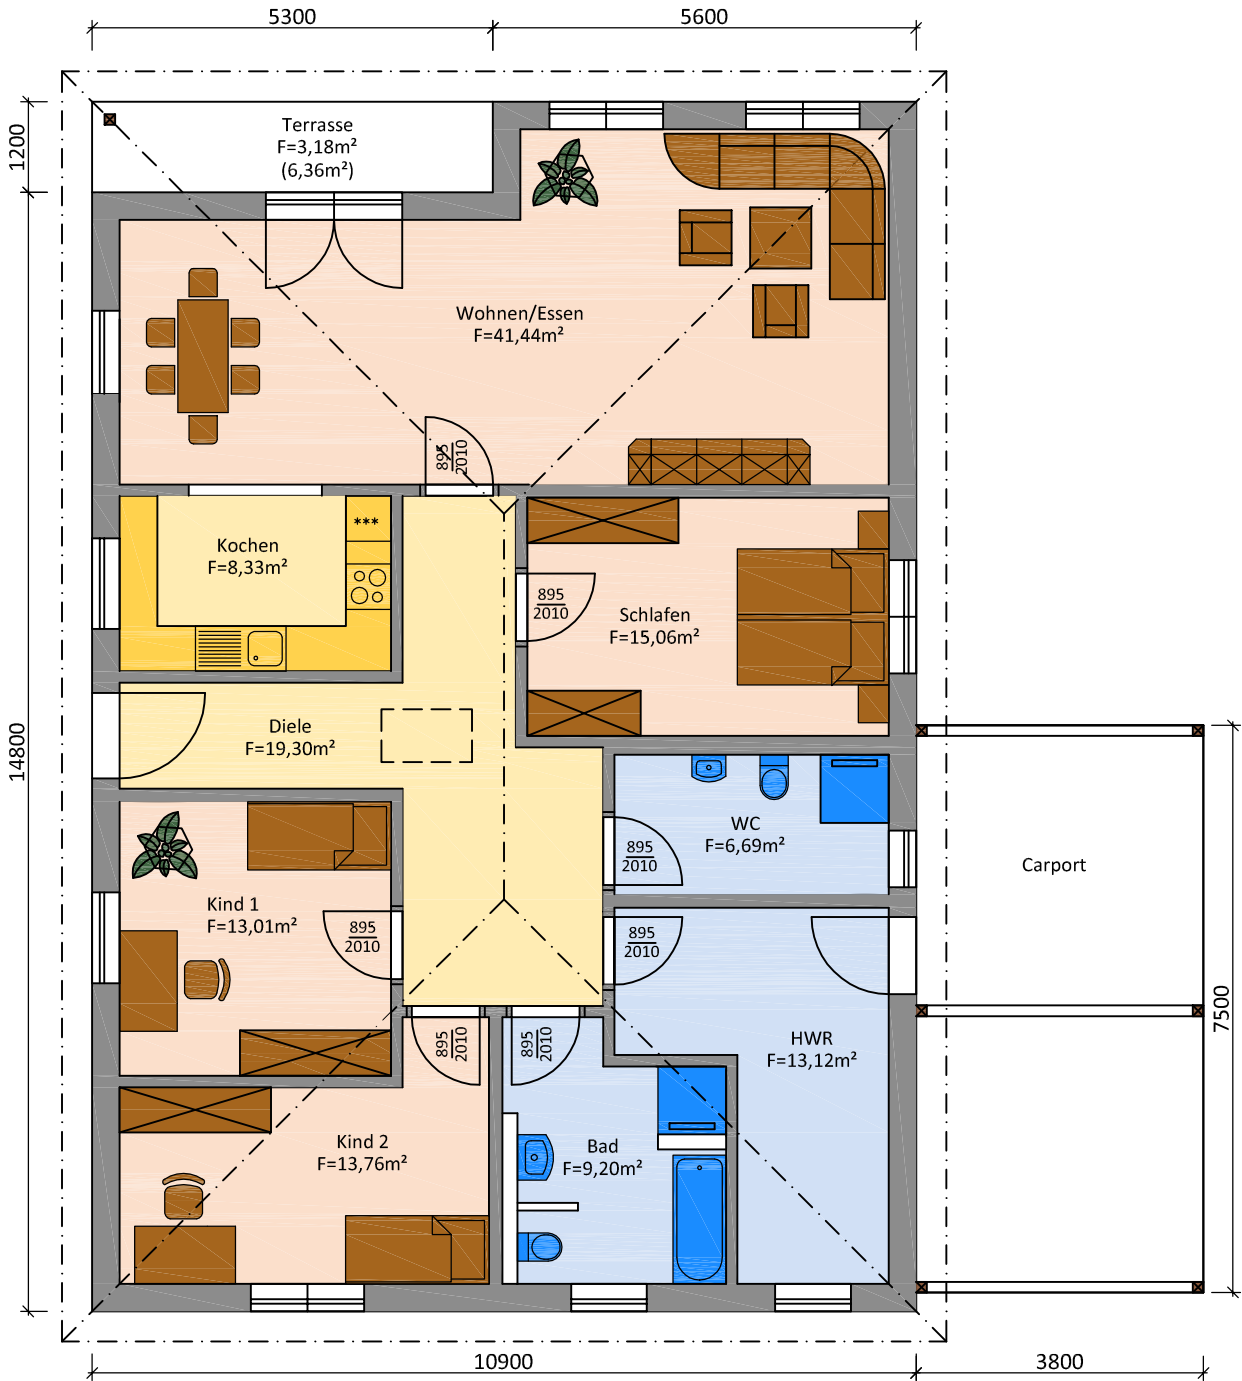 5300
5600
1200
Terrasse
F=3,18m²
(6,36m²)
Wohnen/Essen
F=41,44m²
895
2010
Kochen
F=8,33m²
***
895
2010
Schlafen
F=15,06m²
14800
Diele
F=19,30m²
WC
F=6,69m²
895
2010
Carport
Kind 1
F=13,01m²
895
2010
895
2010
7500
895
2010
895
2010
HWR
F=13,12m²
Kind 2
F=13,76m²
Bad
F=9,20m²
10900
3800